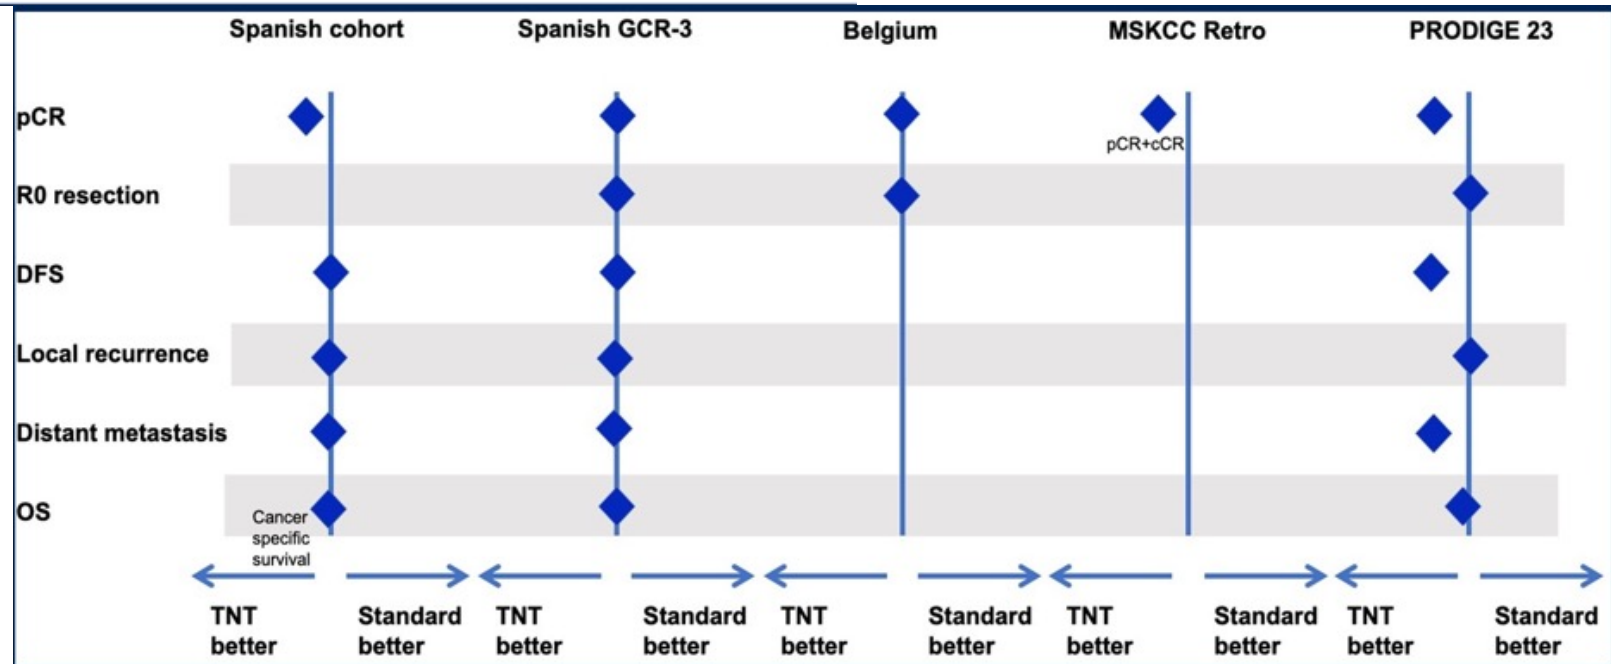 Spanish cohort Spanish GCR-3 Belgium MSKCC Retro PRODIGE 23
pCR
pCR+cCR
R0 resection
DFS
Local recurrence
Distant metastasis
OS
Cancer
specific
survival
TNT Standard TNT Standard TNT Standard TNT Standard TNT Standard
better better better better better better better better better better